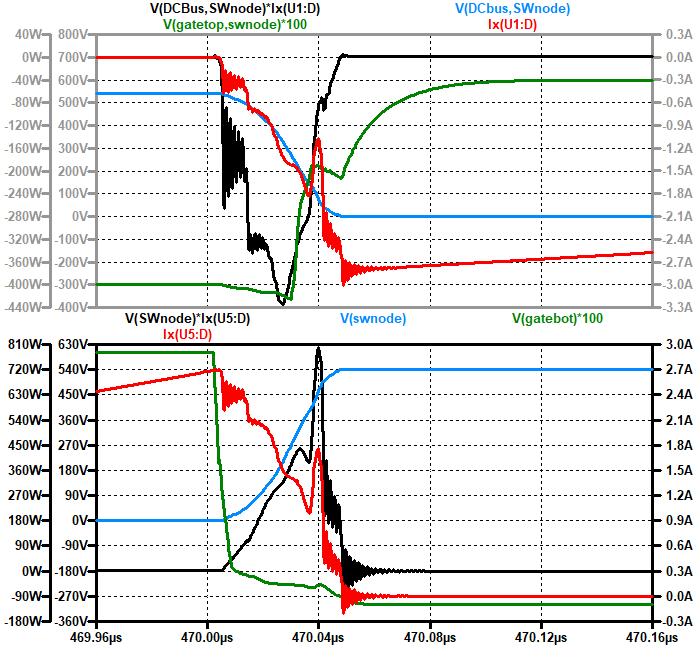 V(DCBus,SWnode)*Ix(U1:D) V(DCbus,SWnode)
V(gatetop,swnode)*100 Ix(U1:D)
40W 800V 0.3A
0W 700V 0.0A
-40W 600V -0.3A
-80W 500V -0.6A
-120W 400V -0.9A
-160W 300V -1.2A
-200W 200V -1.5A
-240W 100V -1.8A
-280W 0V -2.1A
-320W -100V -2.4A
-360W -200V -2.7A
-400W -300V -3.0A
-440W -400V -3.3A
V(SWnode)*Ix(U5:D) V(swnode) V(gatebot)*100
Ix(U5:D)
810W 630V 3.0A
720W 540V 2.7A
630W 450V 2.4A
540W 360V 2.1A
450W 270V 1.8A
360W 180V 1.5A
270W 90V 1.2A
180W 0V 0.9A
90W -90V 0.6A
0W -180V 0.3A
-90W -270V 0.0A
-180W -360V -0.3A
469.96µs 470.00µs 470.04µs 470.08µs 470.12µs 470.16µs